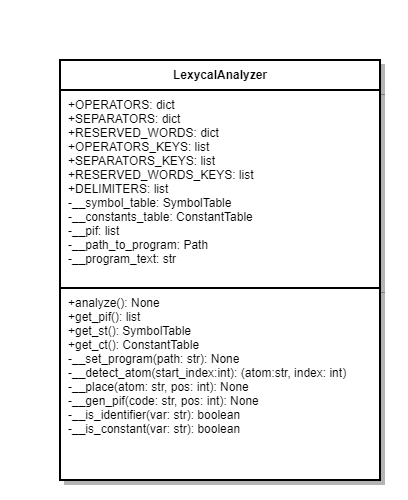 LexycalAnalyzer
+OPERATORS: dict
+SEPARATORS: dict
+RESERVED_WORDS: dict
+OPERATORS_KEYS: list
+SEPARATORS_KEYS: list
+RESERVED_WORDS_KEYS: list
+DELIMITERS: list
-__symbol_table: SymbolTable
-__constants_table: ConstantTable
-__pif: list
-__path_to_program: Path
-__program_text: str
+analyze(): None
+get_pif(): list
+get_st(): SymbolTable
+get_ct(): ConstantTable
-__set_program(path: str): None
-__detect_atom(start_index:int): (atom:str, index: int)
-__place(atom: str, pos: int): None
-__gen_pif(code: str, pos: int): None
-__is_identifier(var: str): boolean
-__is_constant(var: str): boolean